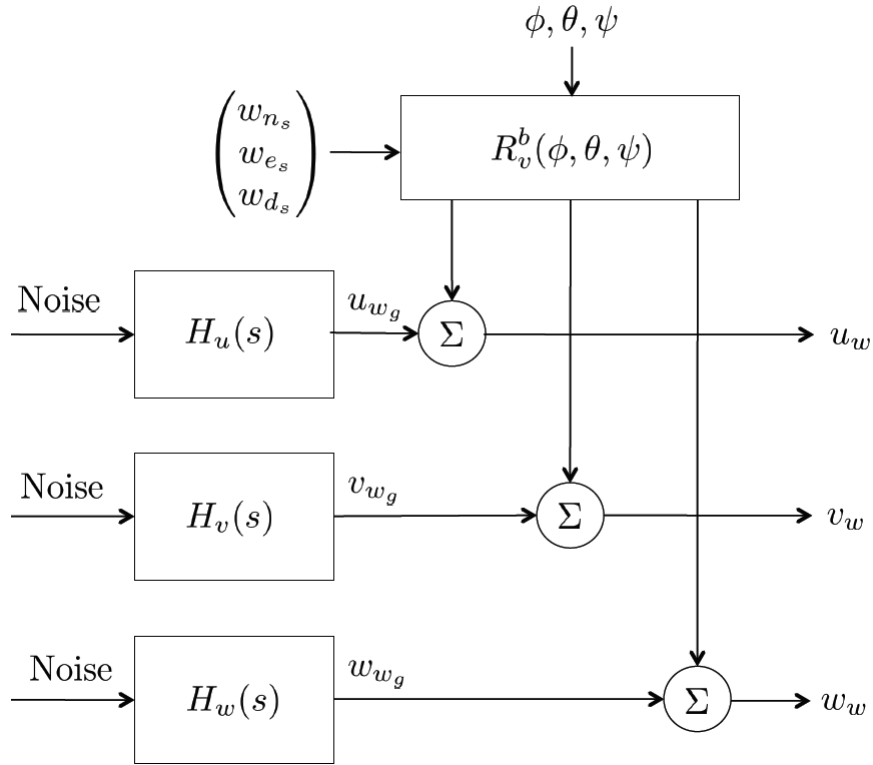 ϕ, θ, ψ
w_{n_s}
w_{e_s}
w_{d_s}
R_v^b(ϕ, θ, ψ)
Noise
H_u(s)
u_{w_g}
Σ
u_w
Noise
H_v(s)
v_{w_g}
Σ
v_w
Noise
H_w(s)
w_{w_g}
Σ
w_w